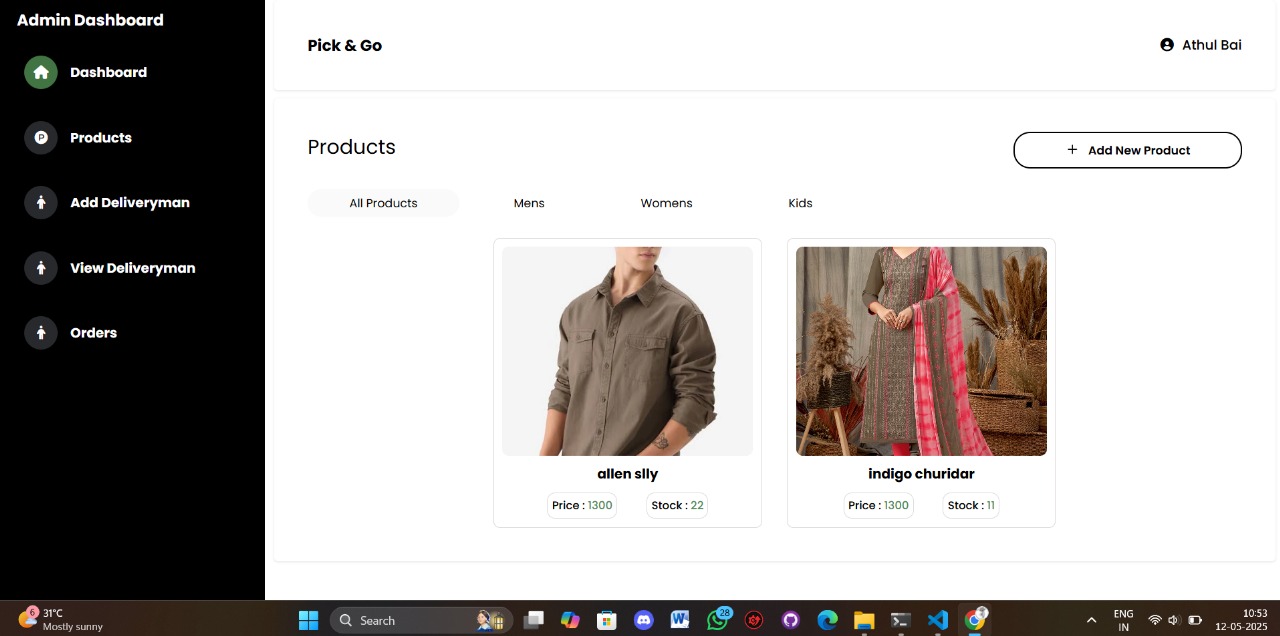 Admin Dashboard
Dashboard
P Products
Add Deliveryman
View Deliveryman
Orders
Pick & Go
Athul Bai
Products
+ Add New Product
All Products Mens Womens Kids
allen slly
Price : 1300 Stock : 22
indigo churidar
Price : 1300 Stock : 11
6
31°C
Mostly sunny
Search
W
28
ENG
IN
10:53
12-05-2025